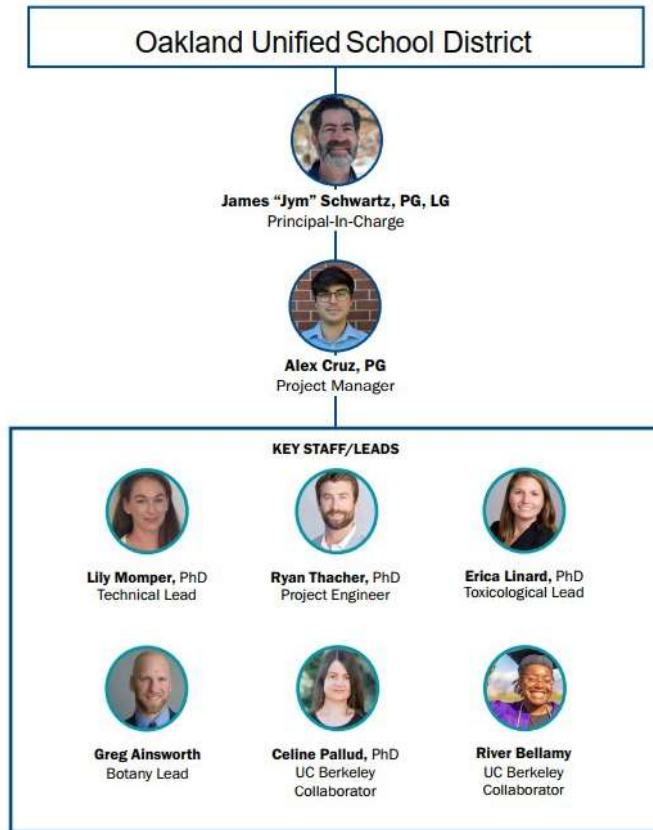 Oakland Unified School District
James “Jym” Schwartz, PG, LG
Principal-In-Charge
Alex Cruz, PG
Project Manager
KEY STAFF/LEADS
Lily Momper, PhD
Technical Lead
Ryan Thacher, PhD
Project Engineer
Erica Linard, PhD
Toxicological Lead
Greg Ainsworth
Botany Lead
Celine Pallud, PhD
UC Berkeley
Collaborator
River Bellamy
UC Berkeley
Collaborator